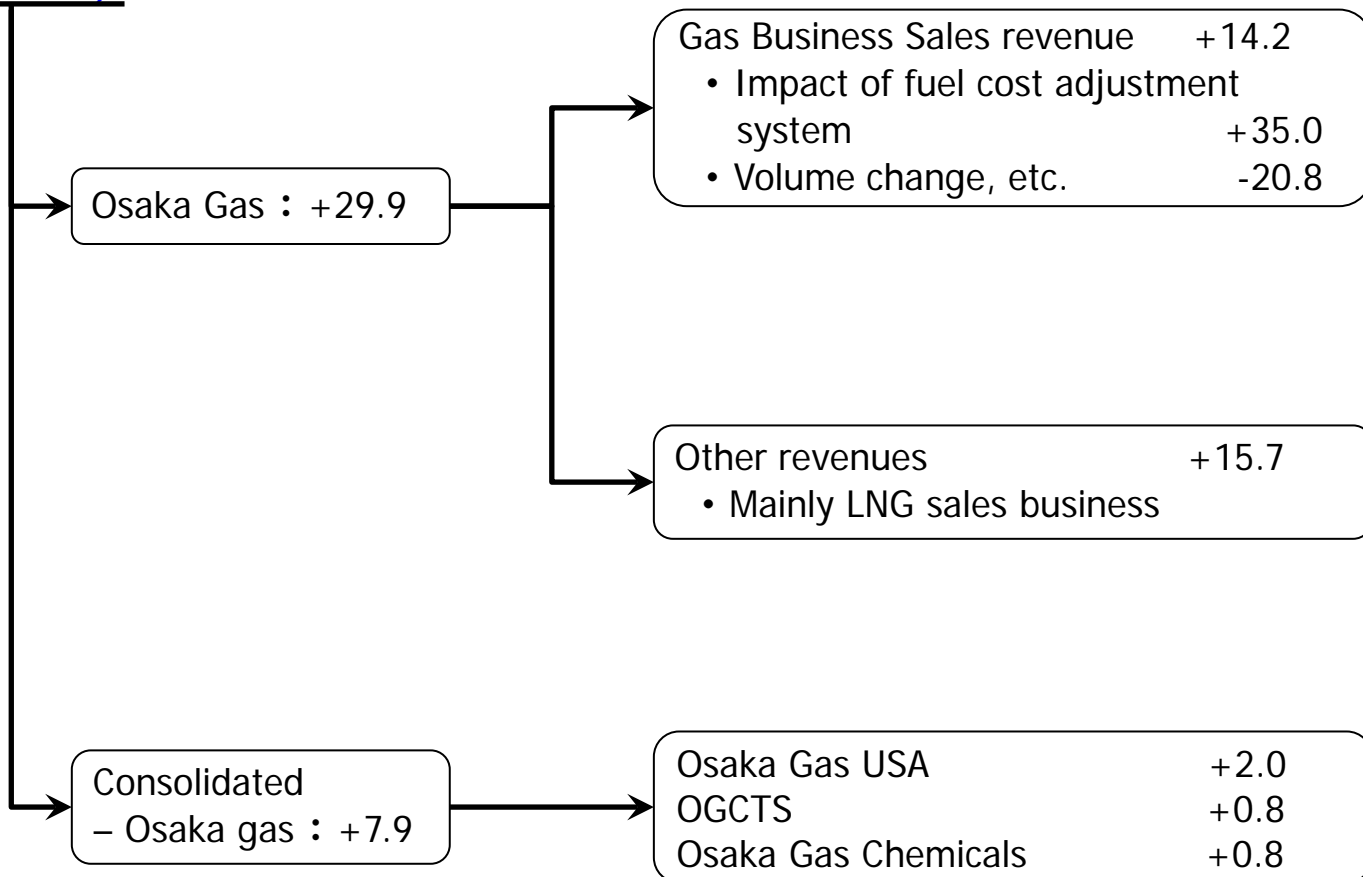 Gas Business Sales revenue +14.2
• Impact of fuel cost adjustment
system +35.0
• Volume change, etc. -20.8
Osaka Gas : +29.9
Other revenues +15.7
• Mainly LNG sales business
Consolidated
– Osaka gas : +7.9
Osaka Gas USA +2.0
OGCTS +0.8
Osaka Gas Chemicals +0.8